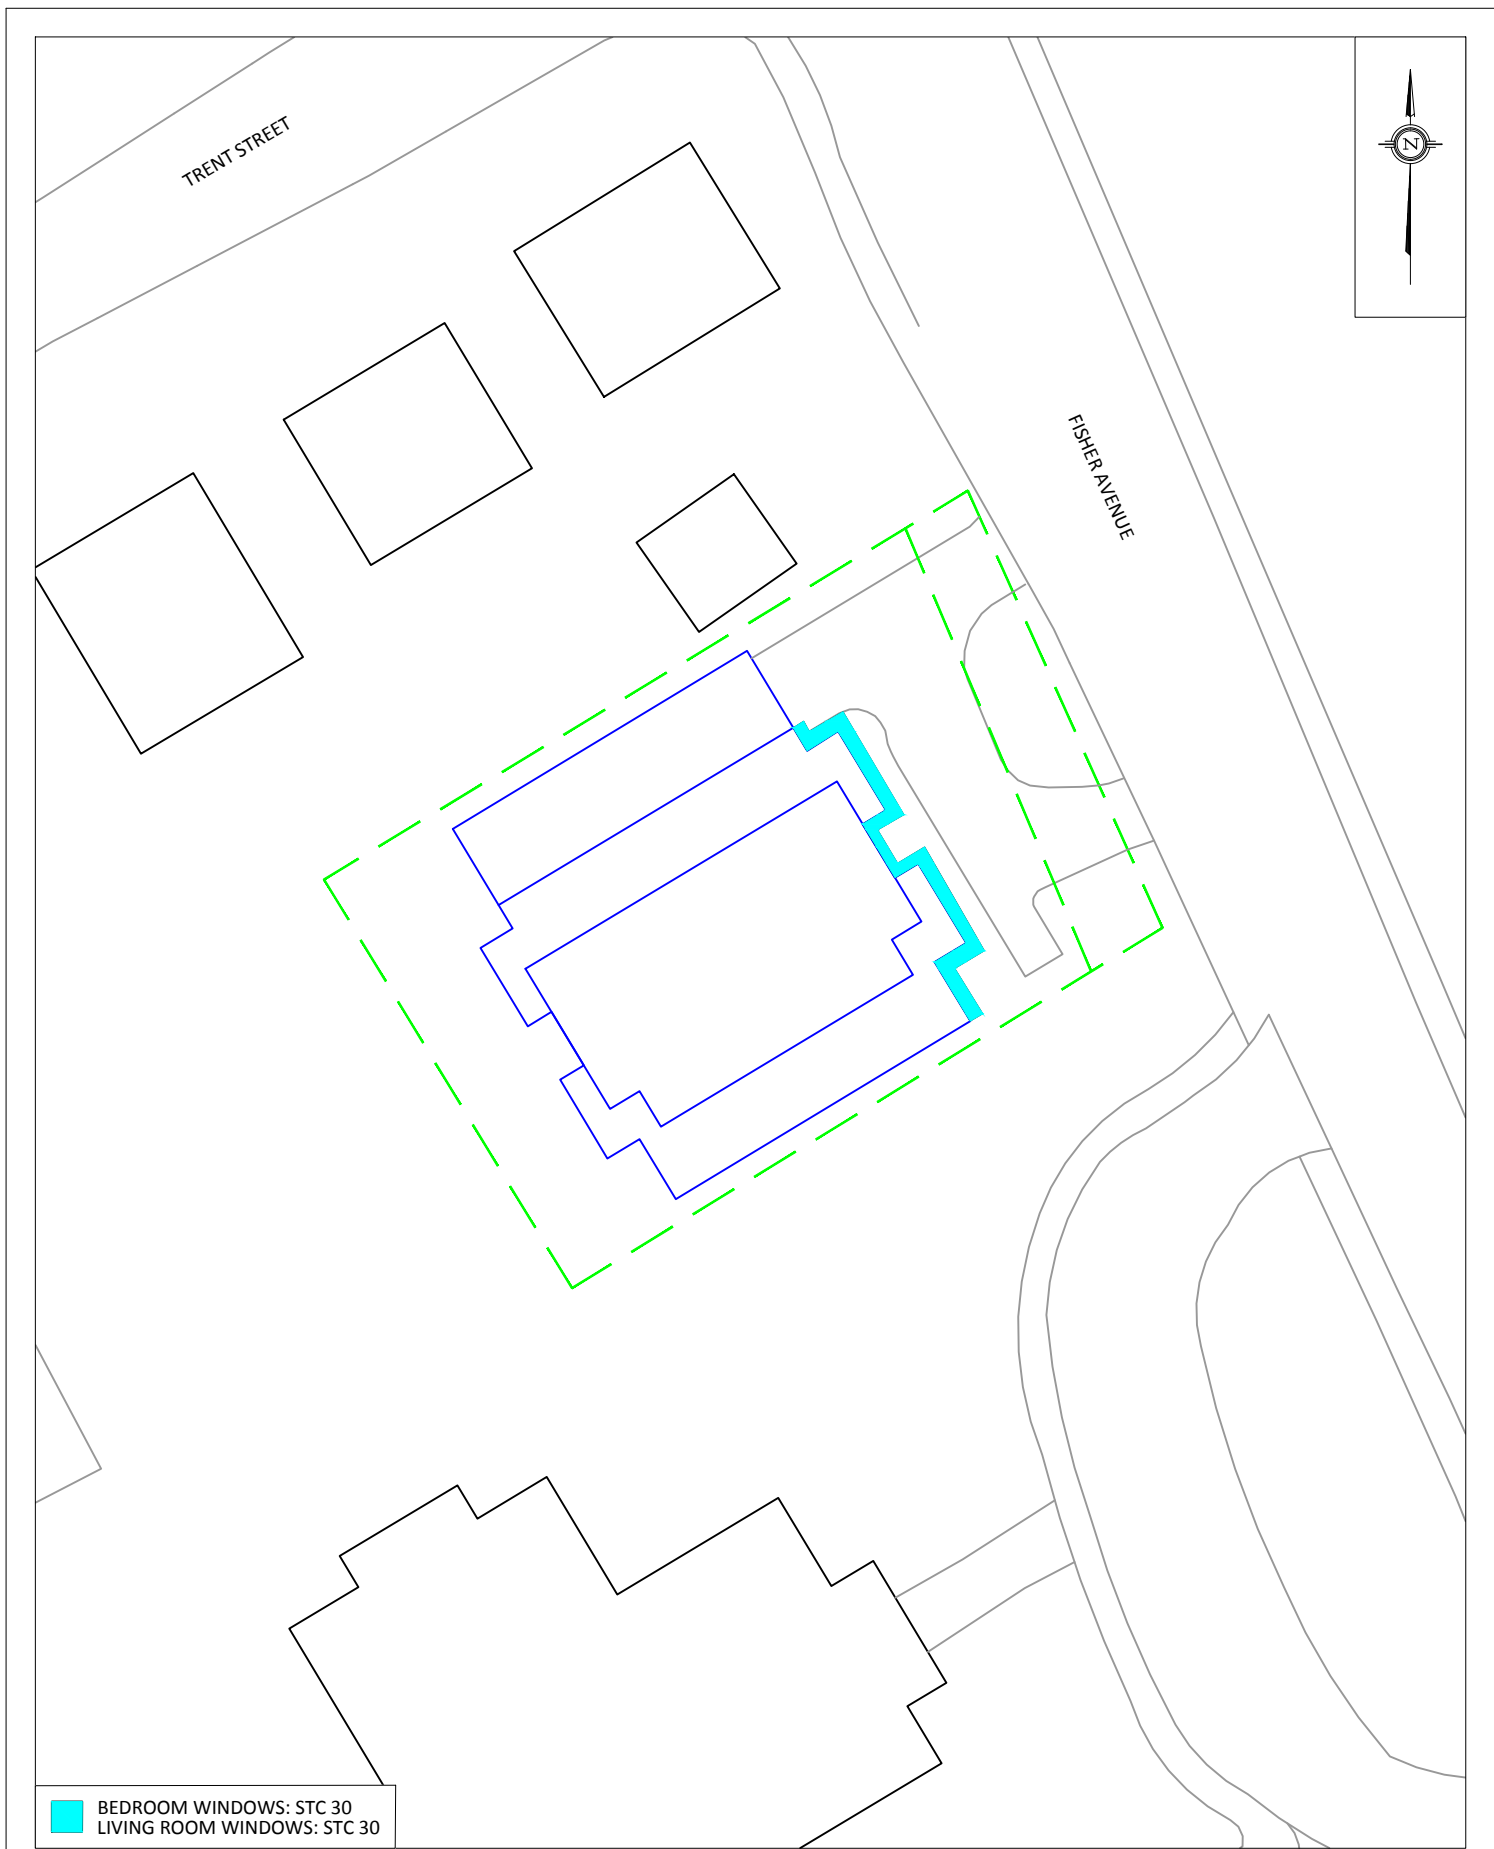 TRENT STREET
N
FISHER AVENUE
BEDROOM WINDOWS: STC 30
LIVING ROOM WINDOWS: STC 30